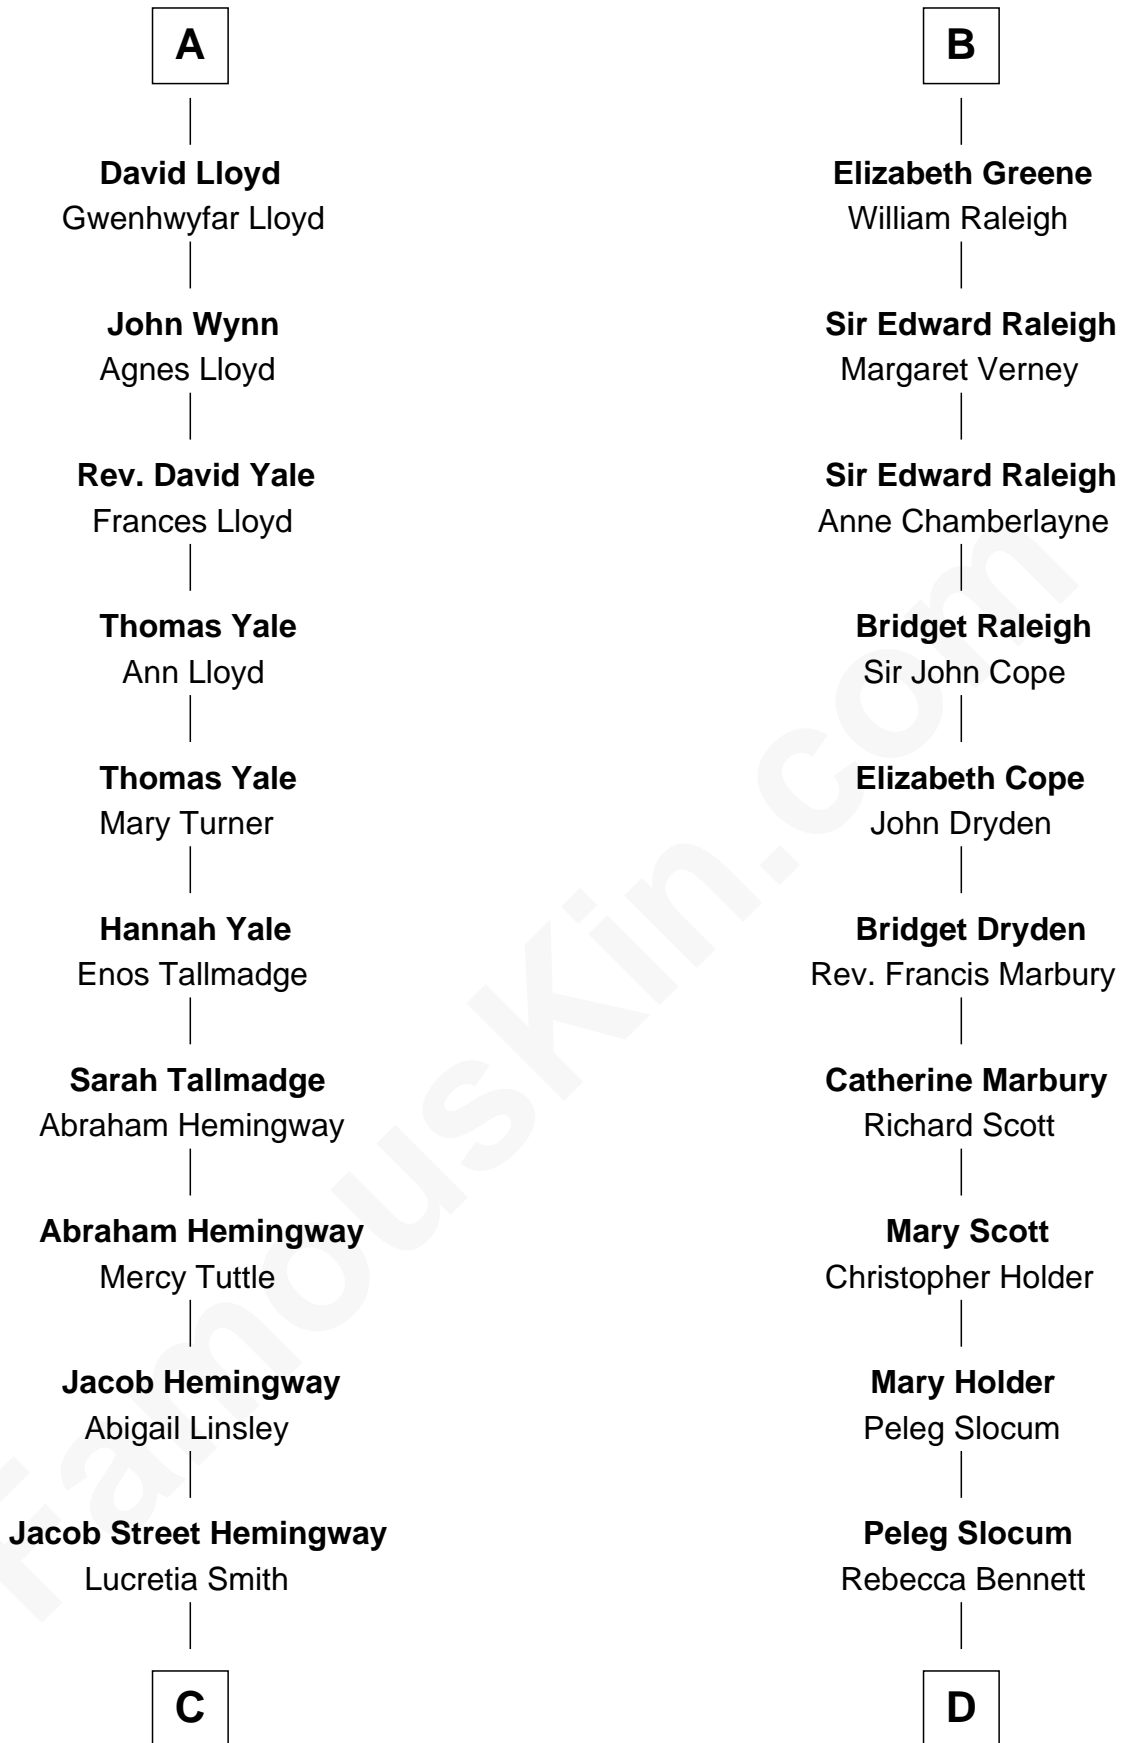 A
David Lloyd
Gwenhwyfar Lloyd
John Wynn
Agnes Lloyd
Rev. David Yale
Frances Lloyd
Thomas Yale
Ann Lloyd
Thomas Yale
Mary Turner
Hannah Yale
Enos Tallmadge
Sarah Tallmadge
Abraham Hemingway
Abraham Hemingway
Mercy Tuttle
Jacob Hemingway
Abigail Linsley
Jacob Street Hemingway
Lucretia Smith
C
B
Elizabeth Greene
William Raleigh
Sir Edward Raleigh
Margaret Verney
Sir Edward Raleigh
Anne Chamberlayne
Bridget Raleigh
Sir John Cope
Elizabeth Cope
John Dryden
Bridget Dryden
Rev. Francis Marbury
Catherine Marbury
Richard Scott
Mary Scott
Christopher Holder
Mary Holder
Peleg Slocum
Peleg Slocum
Rebecca Bennett
D
FamousKin.com